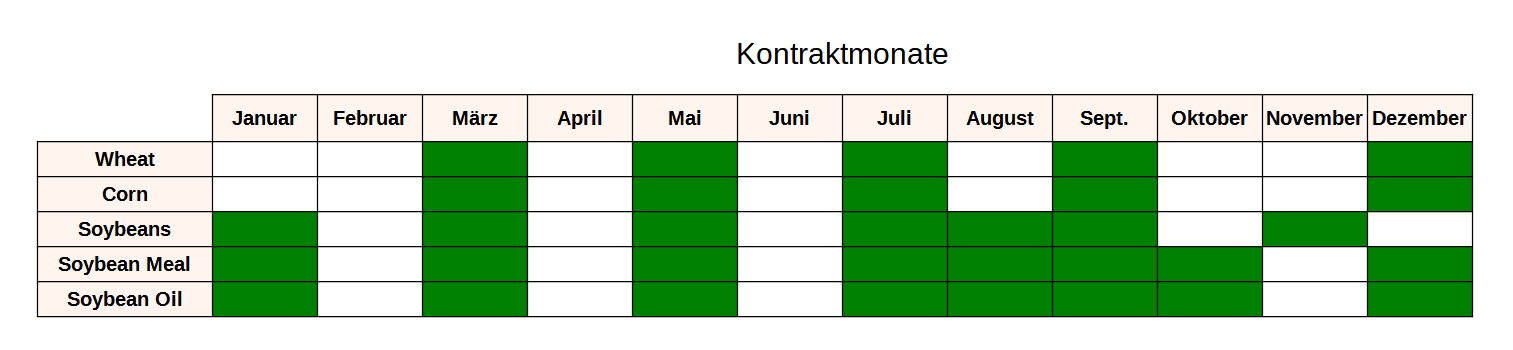 Kontraktmonate
Januar Februar März April Mai Juni Juli August Sept. Oktober November Dezember
Wheat
Corn
Soybeans
Soybean Meal
Soybean Oil